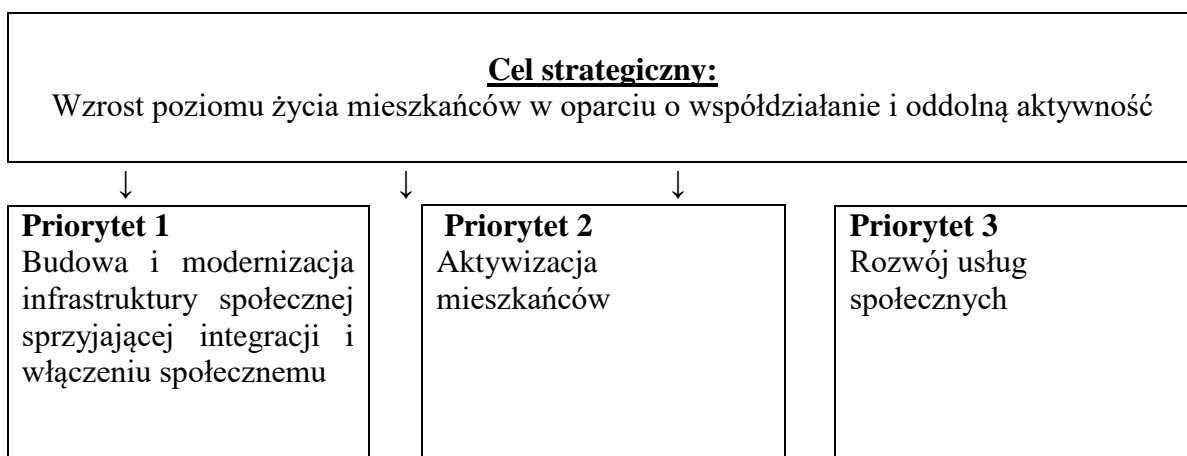 Cel strategiczny:
Wzrost poziomu życia mieszkańców w oparciu o współdziałanie i oddolną aktywność
↓ ↓ ↓
Priorytet 1
Budowa i modernizacja
infrastruktury społecznej
sprzyjającej integracji i
włączeniu społecznemu
Priorytet 2
Aktywizacja
mieszkańców
Priorytet 3
Rozwój usług
społecznych